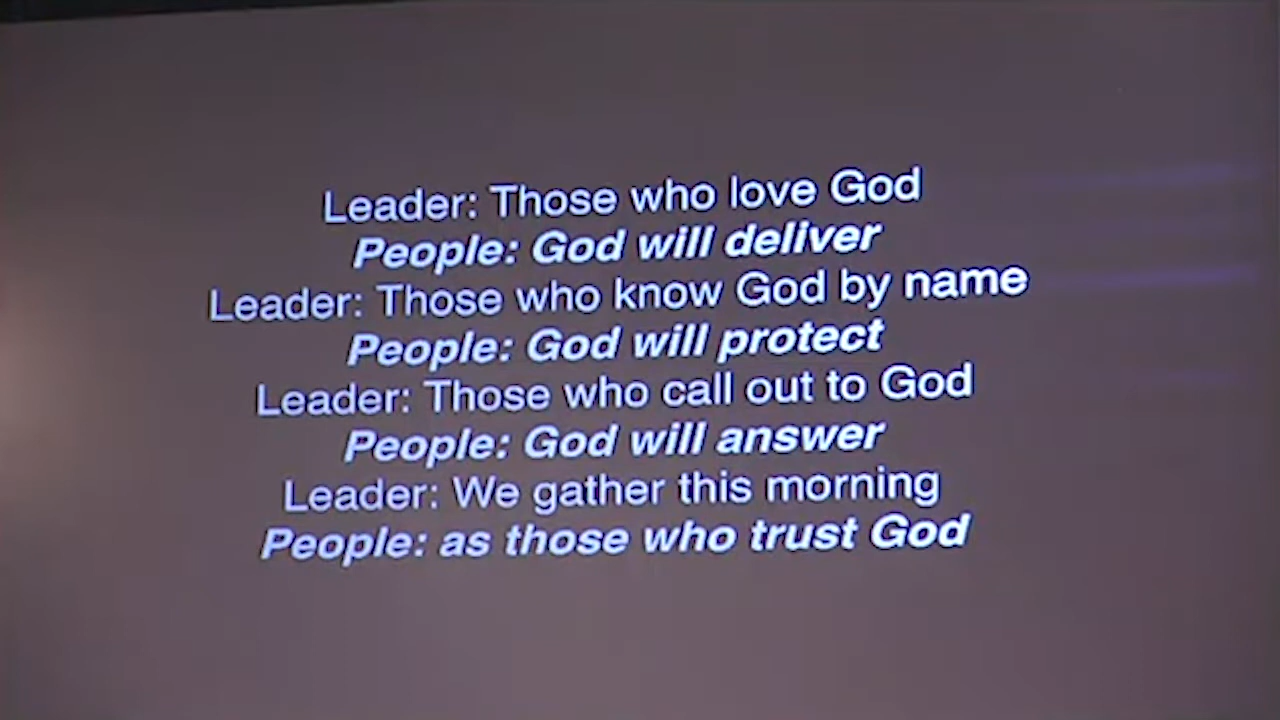 Leader: Those who love God
People: God will deliver
Leader: Those who know God by name
People: God will protect
Leader: Those who call out to God
People: God will answer
Leader: We gather this morning
People: as those who trust God